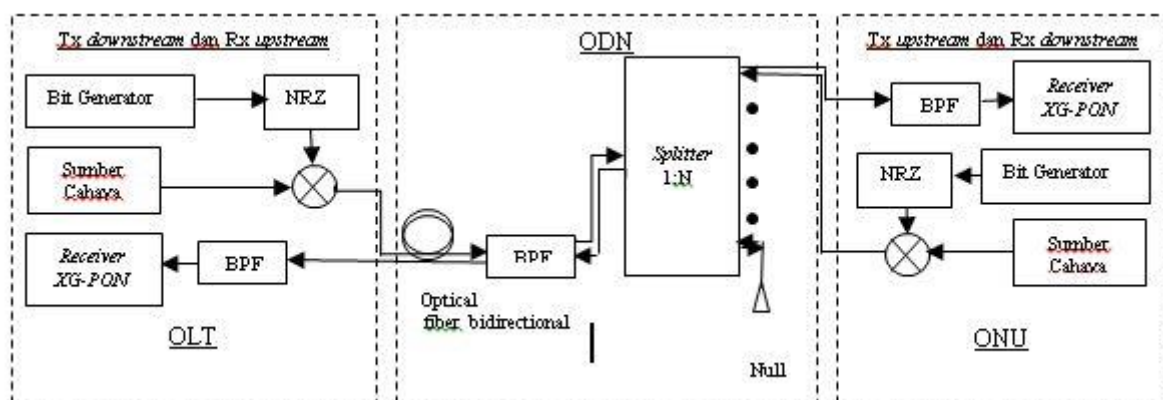 Tx downstream dan Rx upstream
Bit Generator
NRZ
Sumber
Cahaya
Receiver
XG-PON
BPF
OLT
ODN
Optical
fiber bidirectional
BPF
Splitter
1:N
Null
Tx upstream dan Rx downstream
BPF
Receiver
XG-PON
NRZ
Bit Generator
Sumber
Cahaya
ONU